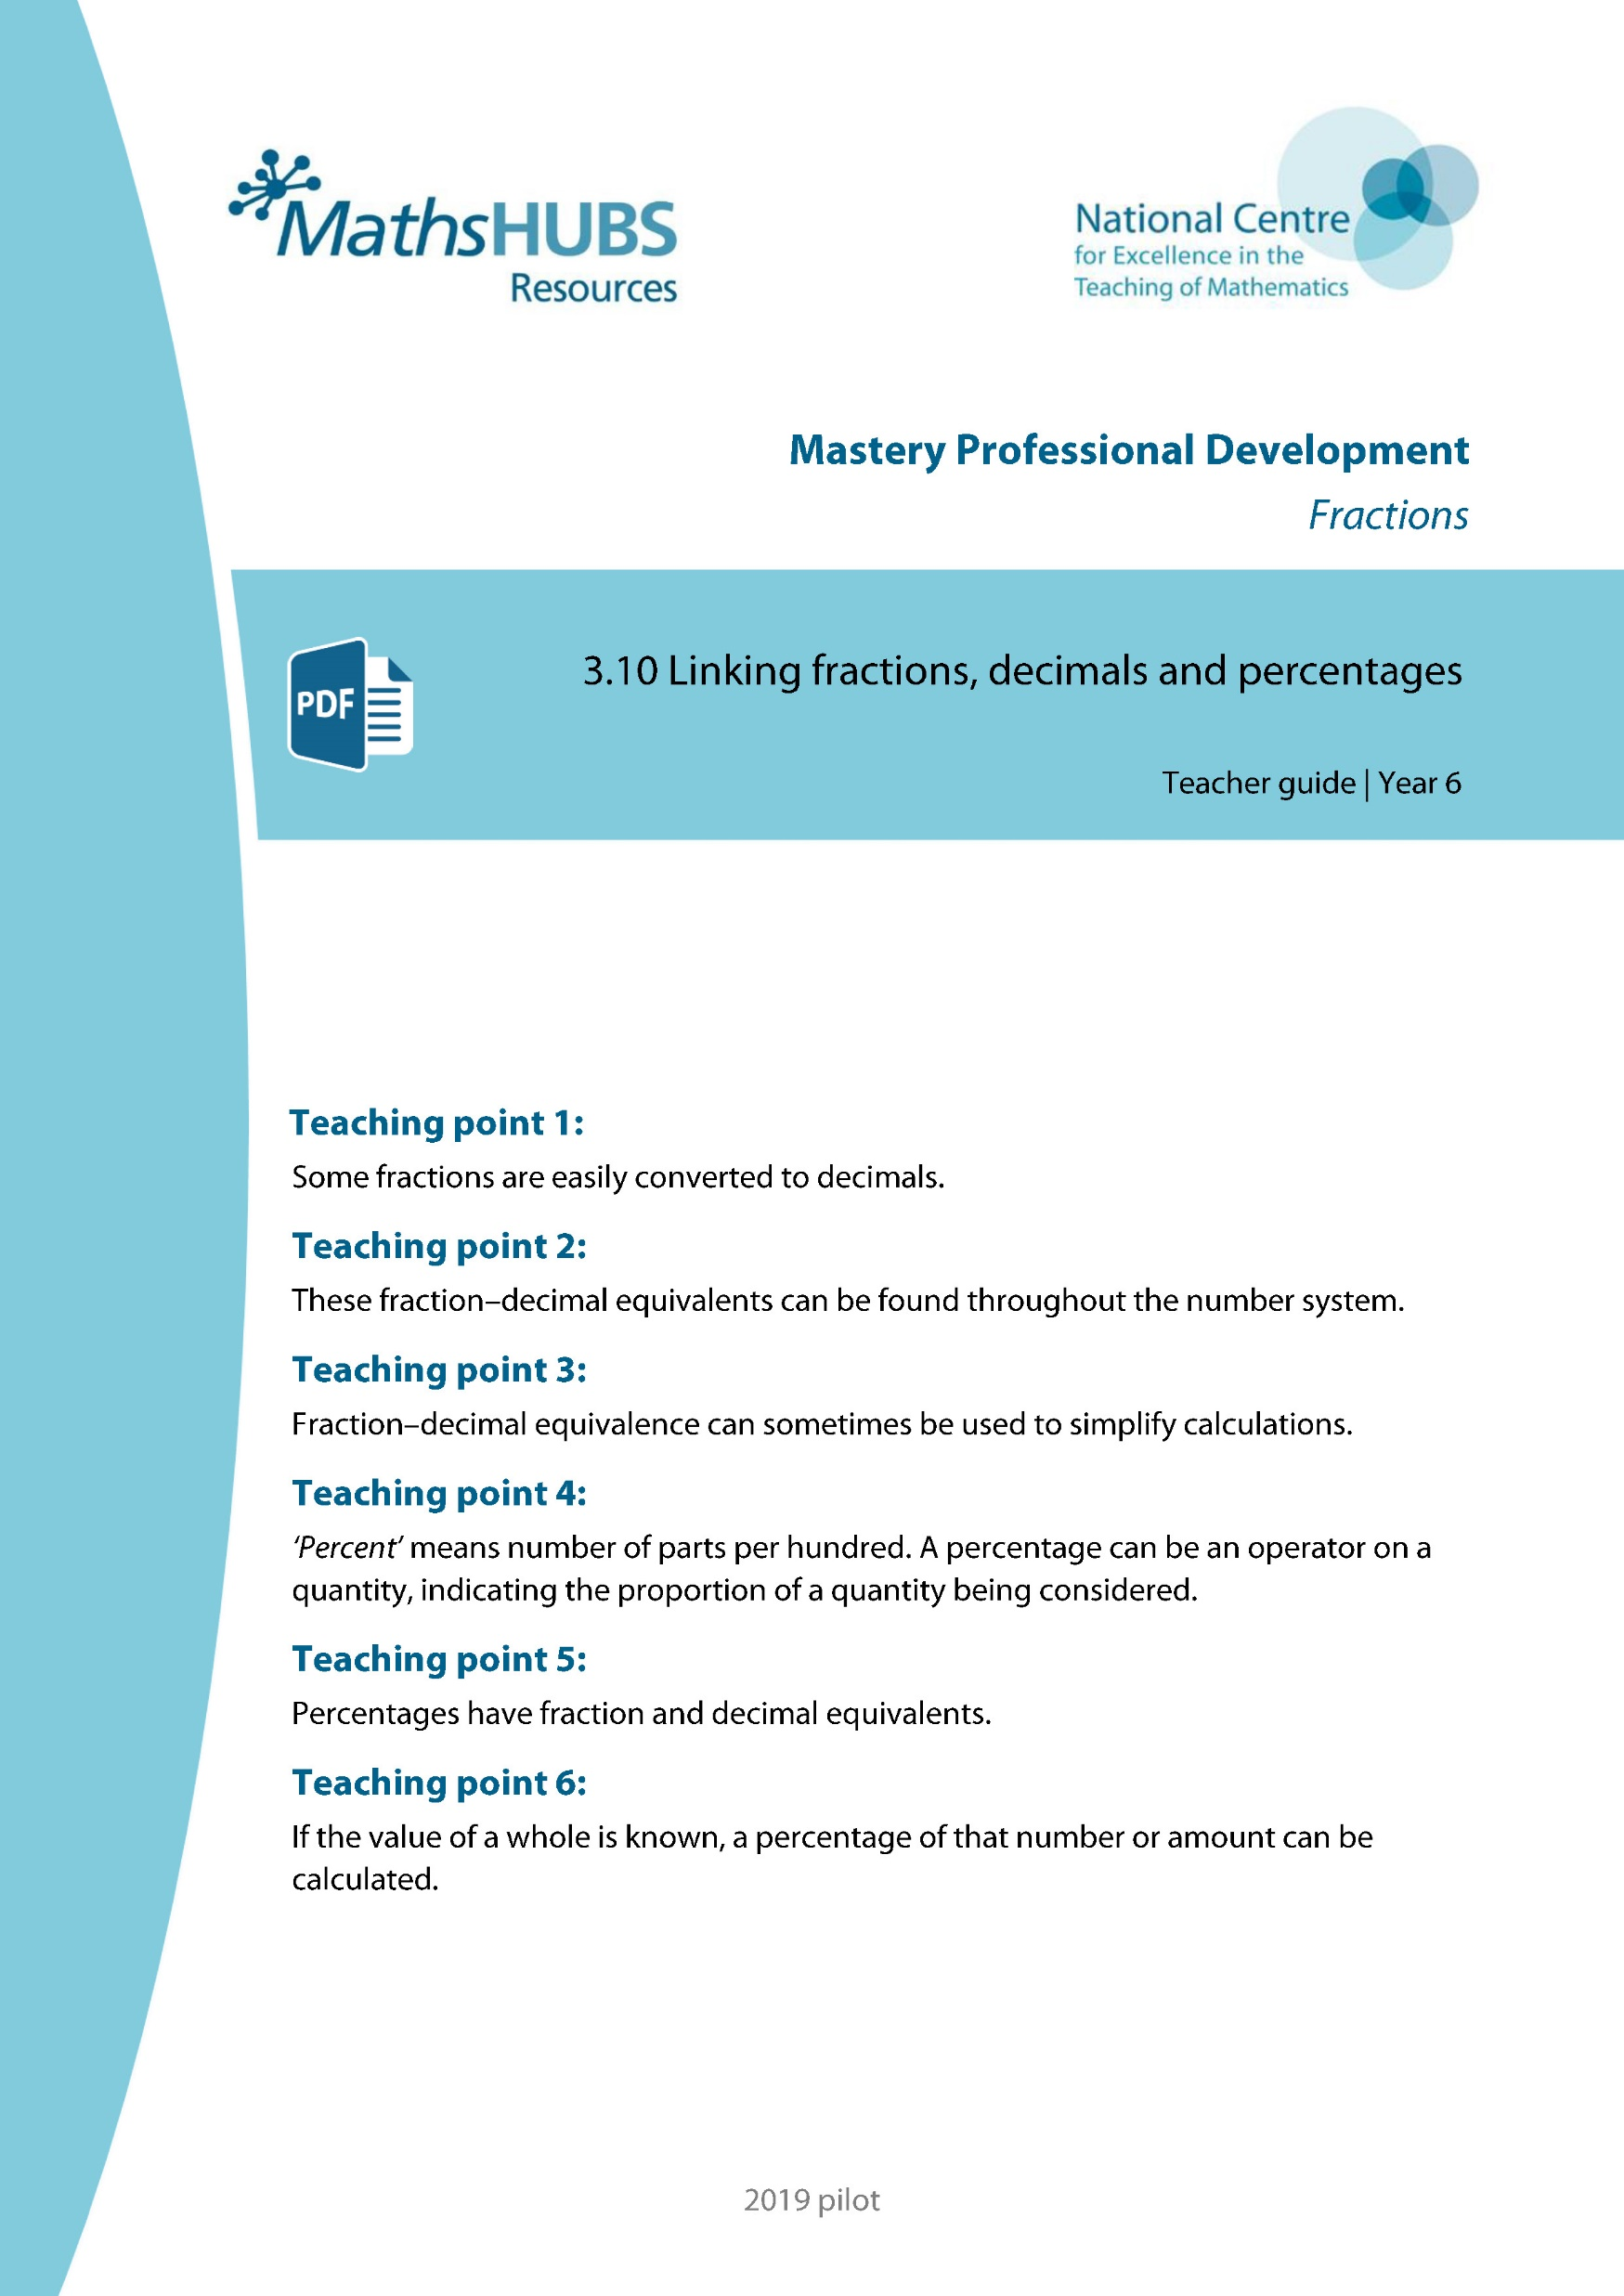 MathsHUBS
Resources
National Centre
for Excellence in the
Teaching of Mathematics
Mastery Professional Development
Fractions
PDF
3.10 Linking fractions, decimals and percentages
Teacher guide | Year 6
Teaching point 1:
Some fractions are easily converted to decimals.
Teaching point 2:
These fraction–decimal equivalents can be found throughout the number system.
Teaching point 3:
Fraction–decimal equivalence can sometimes be used to simplify calculations.
Teaching point 4:
‘Percent’ means number of parts per hundred. A percentage can be an operator on a
quantity, indicating the proportion of a quantity being considered.
Teaching point 5:
Percentages have fraction and decimal equivalents.
Teaching point 6:
If the value of a whole is known, a percentage of that number or amount can be
calculated.
2019 pilot